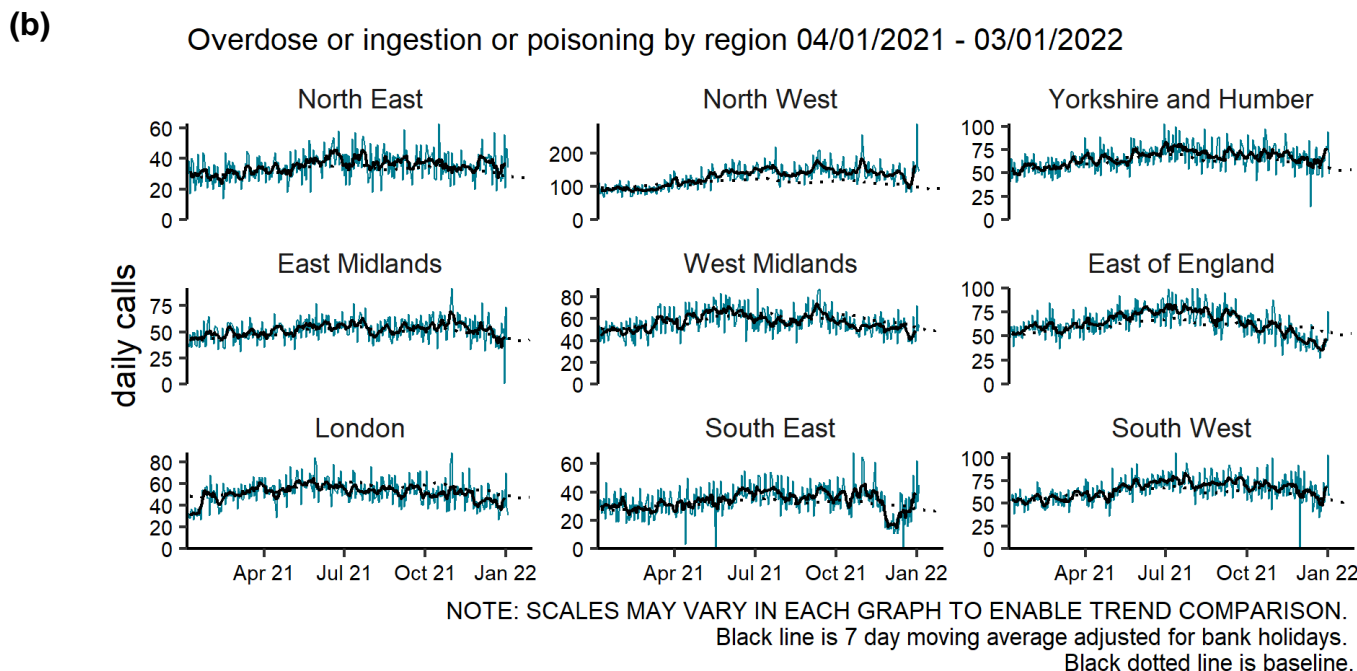 (b)
Overdose or ingestion or poisoning by region 04/01/2021 - 03/01/2022
daily calls
North East
60
40
20
0
North West
200
100
0
Yorkshire and Humber
100
75
50
25
0
East Midlands
75
50
25
0
West Midlands
80
60
40
20
0
East of England
100
75
50
25
0
London
80
60
40
20
0
Apr 21 Jul 21 Oct 21 Jan 22
South East
60
40
20
0
Apr 21 Jul 21 Oct 21 Jan 22
South West
100
75
50
25
0
Apr 21 Jul 21 Oct 21 Jan 22
NOTE: SCALES MAY VARY IN EACH GRAPH TO ENABLE TREND COMPARISON.
Black line is 7 day moving average adjusted for bank holidays.
Black dotted line is baseline.